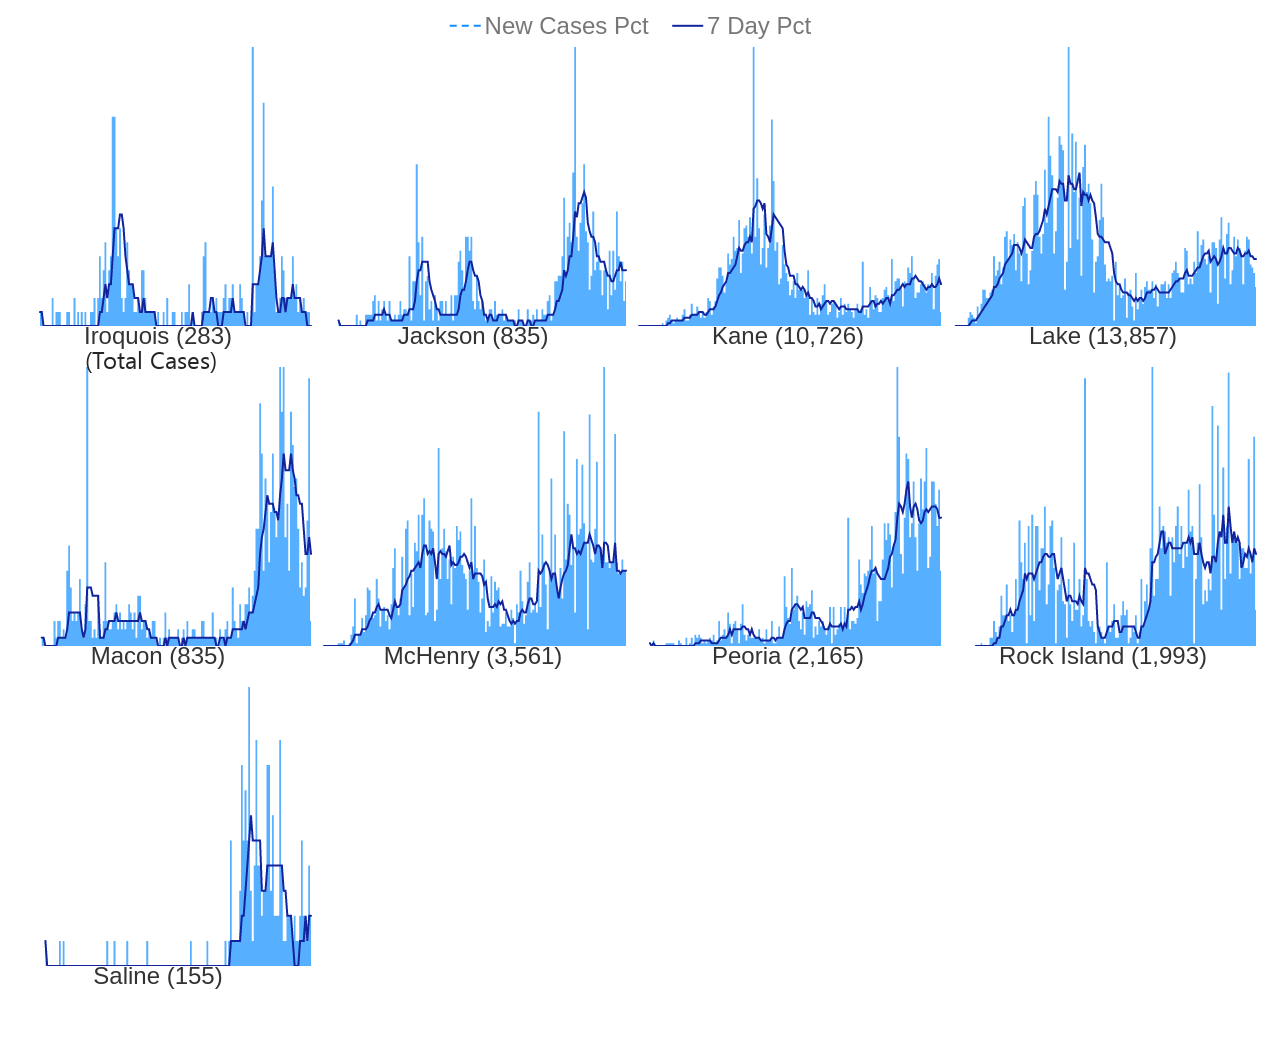 New Cases Pct 7 Day Pct
Iroquois (283) Jackson (835) Kane (10,726) Lake (13,857)
(Total Cases)
Macon (835) McHenry (3,561) Peoria (2,165) Rock Island (1,993)
Saline (155)